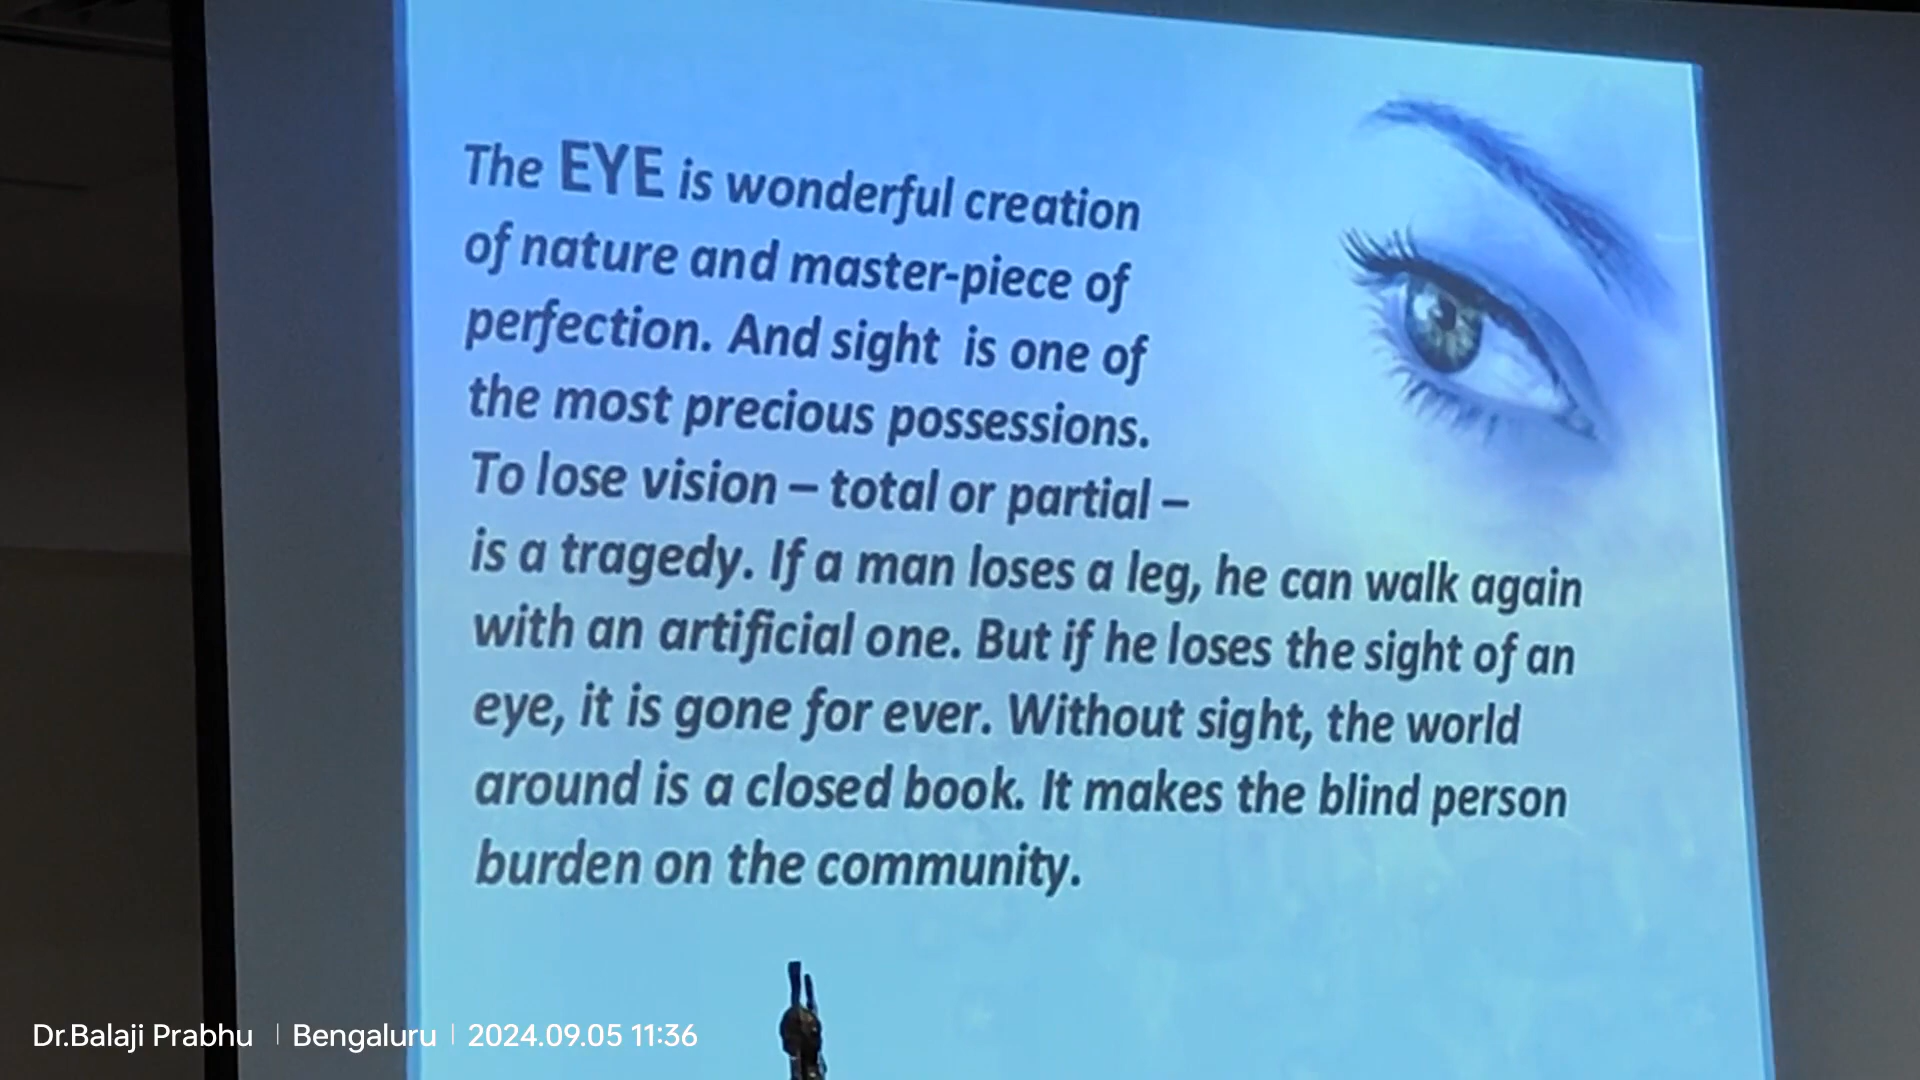 The EYE is wonderful creation
of nature and master-piece of
perfection. And sight is one of
the most precious possessions.
To lose vision – total or partial –
is a tragedy. If a man loses a leg, he can walk again
with an artificial one. But if he loses the sight of an
eye, it is gone for ever. Without sight, the world
around is a closed book. It makes the blind person
burden on the community.
Dr.Balaji Prabhu | Bengaluru | 2024.09.05 11:36